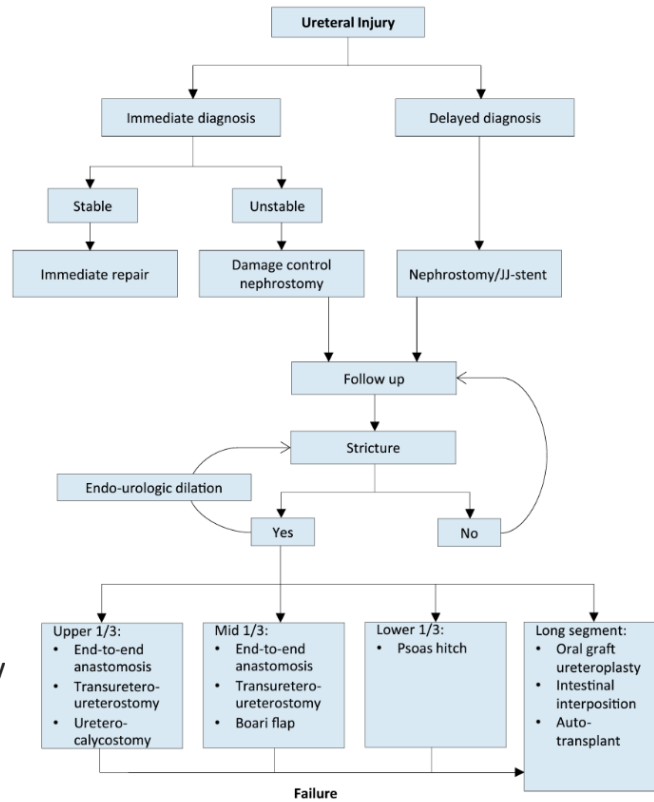 Ureteral Injury
Immediate diagnosis
Delayed diagnosis
Stable
Unstable
Immediate repair
Damage control
nephrostomy
Nephrostomy/JJ-stent
Follow up
Stricture
Endo-urologic dilation
Yes
No
Upper 1/3:
• End-to-end
anastomosis
• Transuretero-
ureterostomy
• Uretero-
calycostomy
Mid 1/3:
• End-to-end
anastomosis
• Transuretero-
ureterostomy
• Boari flap
Lower 1/3:
• Psoas hitch
Long segment:
• Oral graft
ureteroplasty
• Intestinal
interposition
• Auto-
transplant
Failure